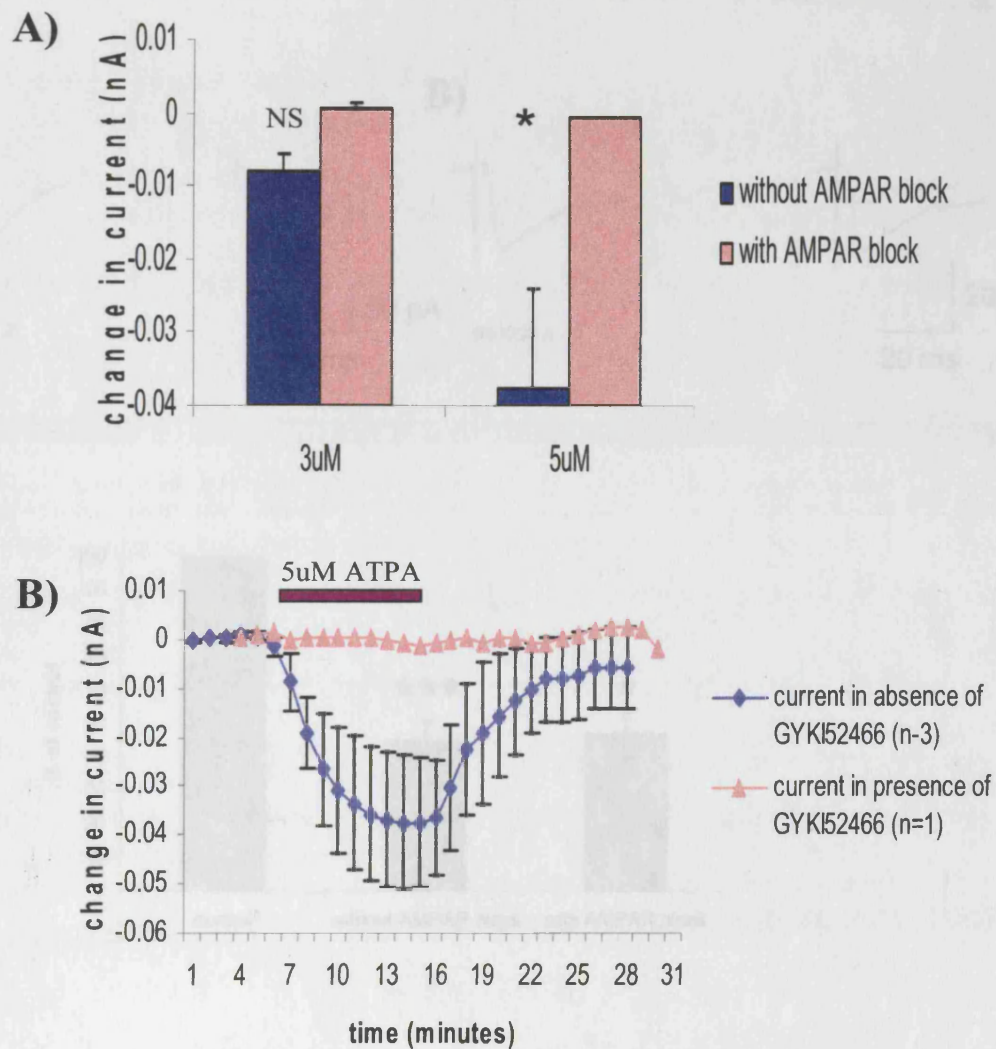 A)
change in current (nA)
0.01
0
-0.01
-0.02
-0.03
-0.04
NS
*
3uM
5uM
without AMPAR block
with AMPAR block
B)
B)
change in current (nA)
0.01
0
-0.01
-0.02
-0.03
-0.04
-0.05
-0.06
5uM ATPA
1 4 7 10 13 16 19 22 25 28 31
time (minutes)
current in absence of
GYKI52466 (n-3)
current in presence of
GYKI52466 (n=1)
20 ms